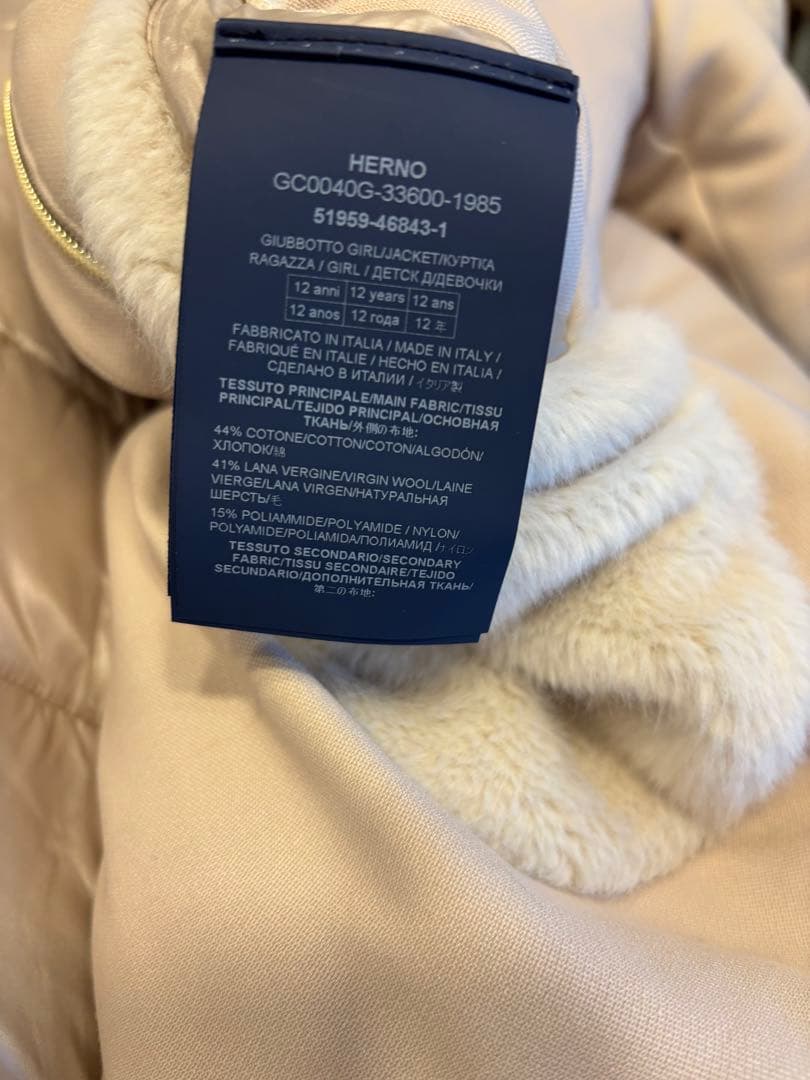 HERNO
GC0040G-33600-1985
51959-46843-1
GIUBBOTTO GIRL/JACKET/КУРТКА
RAGAZZA / GIRL / ДЕТСК Д/ДЕВОЧКИ
12 anni 12 years 12 ans
12 anos 12 года 12 年
FABBRICATO IN ITALIA / MADE IN ITALY /
FABRIQUÉ EN ITALIE / HECHO EN ITALIA /
СДЕЛАНО В ИТАЛИИ / イタリア製
TESSUTO PRINCIPALE/MAIN FABRIC/TISSU
PRINCIPAL/TEJIDO PRINCIPAL/ОСНОВНАЯ
ТКАНЬ/外側の布地:
44% COTONE/COTTON/COTON/ALGODÓN/
ХЛОПОК/綿
41% LANA VERGINE/VIRGIN WOOL/LAINE
VIERGE/LANA VIRGEN/НАТУРАЛЬНАЯ
ШЕРСТЬ/毛
15% POLIAMMIDE/POLYAMIDE / NYLON/
POLYAMIDE/POLIAMIDA/ПОЛИАМИД /ナイロン
TESSUTO SECONDARIO/SECONDARY
FABRIC/TISSU SECONDAIRE/TEJIDO
SECUNDARIO/ДОПОЛНИТЕЛЬНАЯ ТКАНЬ/
第二の布地: